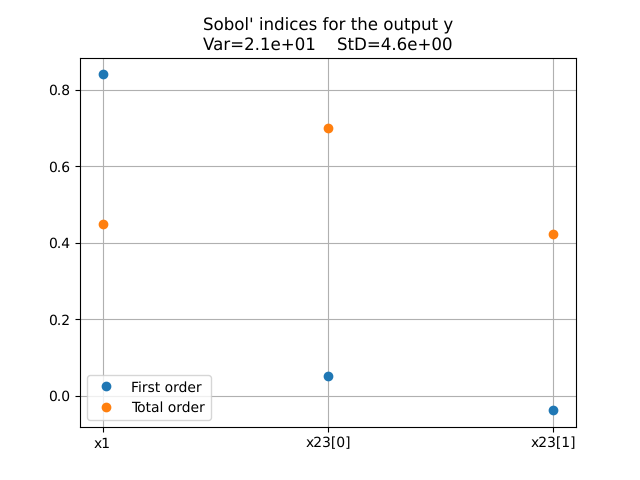 Sobol' indices for the output y
Var=2.1e+01    StD=4.6e+00
0.8
0.6
0.4
0.2
0.0
First order
Total order
x1
x23[0]
x23[1]